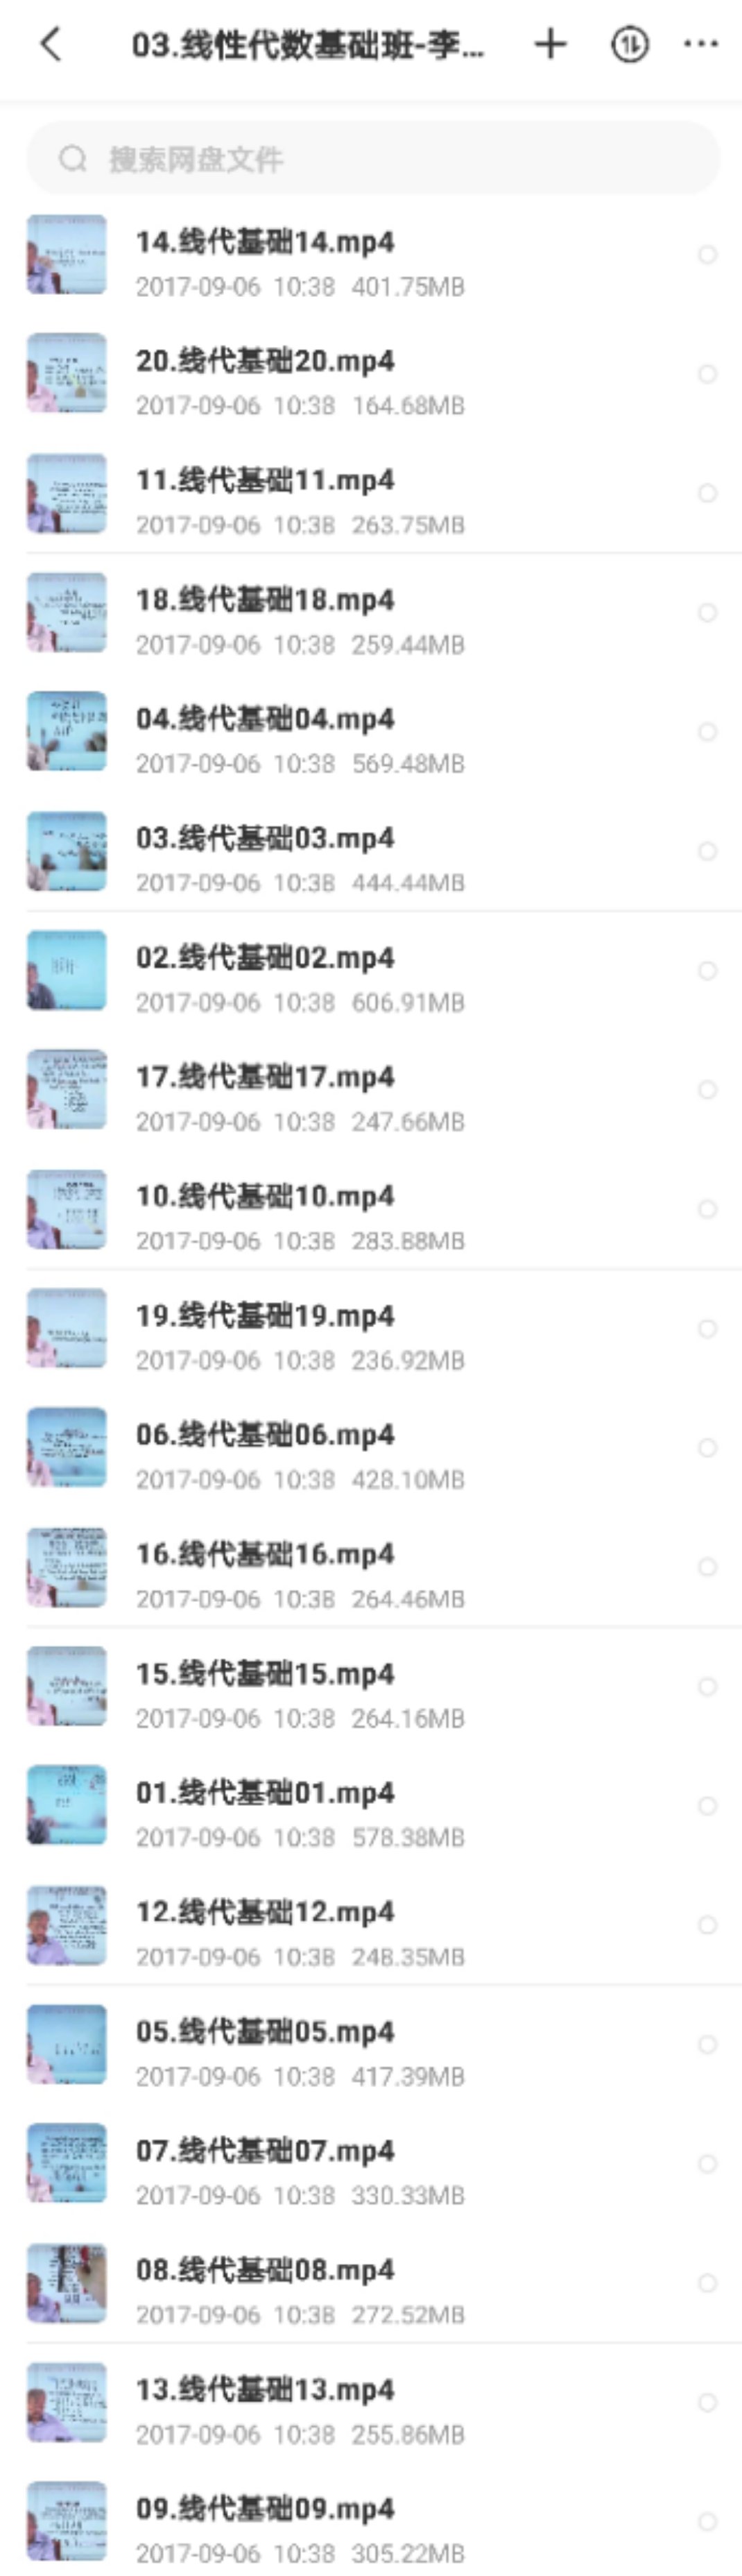 03.线性代数基础班-李...
搜索网盘文件
14.线代基础14.mp4
2017-09-06 10:38 401.75MB
20.线代基础20.mp4
2017-09-06 10:38 164.68MB
11.线代基础11.mp4
2017-09-06 10:38 263.75MB
18.线代基础18.mp4
2017-09-06 10:38 259.44MB
04.线代基础04.mp4
2017-09-06 10:38 569.48MB
03.线代基础03.mp4
2017-09-06 10:38 444.44MB
02.线代基础02.mp4
2017-09-06 10:38 606.91MB
17.线代基础17.mp4
2017-09-06 10:38 247.66MB
10.线代基础10.mp4
2017-09-06 10:38 283.88MB
19.线代基础19.mp4
2017-09-06 10:38 236.92MB
06.线代基础06.mp4
2017-09-06 10:38 428.10MB
16.线代基础16.mp4
2017-09-06 10:38 264.46MB
15.线代基础15.mp4
2017-09-06 10:38 264.16MB
01.线代基础01.mp4
2017-09-06 10:38 578.38MB
12.线代基础12.mp4
2017-09-06 10:38 248.35MB
05.线代基础05.mp4
2017-09-06 10:38 417.39MB
07.线代基础07.mp4
2017-09-06 10:38 330.33MB
08.线代基础08.mp4
2017-09-06 10:38 272.52MB
13.线代基础13.mp4
2017-09-06 10:38 255.86MB
09.线代基础09.mp4
2017-09-06 10:38 305.22MB